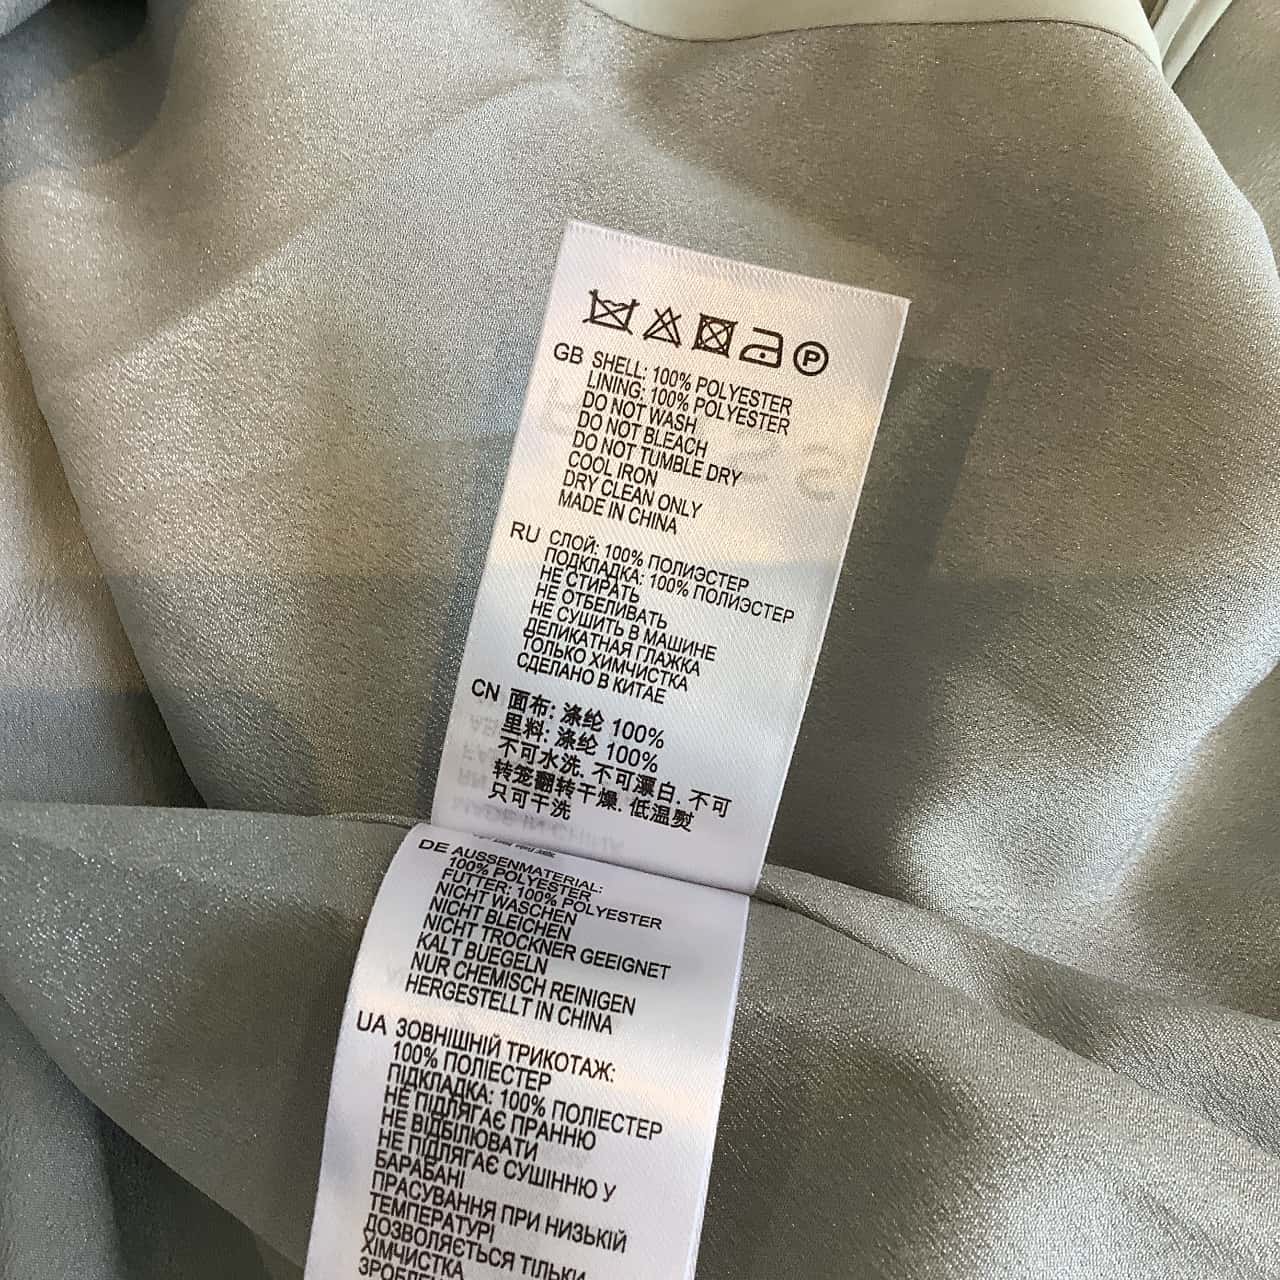 P
GB SHELL: 100% POLYESTER
LINING: 100% POLYESTER
DO NOT WASH
DO NOT BLEACH
DO NOT TUMBLE DRY
COOL IRON
DRY CLEAN ONLY
MADE IN CHINA
RU СЛОЙ: 100% ПОЛИЭСТЕР
ПОДКЛАДКА: 100% ПОЛИЭСТЕР
НЕ СТИРАТЬ
НЕ ОТБЕЛИВАТЬ
НЕ СУШИТЬ В МАШИНЕ
ДЕЛИКАТНАЯ ГЛАЖКА
ТОЛЬКО ХИМЧИСТКА
СДЕЛАНО В КИТАЕ
CN 面布: 涤纶 100%
里料: 涤纶 100%
不可水洗. 不可漂白. 不可
转笼翻转干燥. 低温熨
只可干洗
DE AUSSENMATERIAL:
100% POLYESTER
FUTTER: 100% POLYESTER
NICHT WASCHEN
NICHT BLEICHEN
NICHT TROCKNER GEEIGNET
KALT BUEGELN
NUR CHEMISCH REINIGEN
HERGESTELLT IN CHINA
UA ЗОВНІШНІЙ ТРИКОТАЖ:
100% ПОЛІЕСТЕР
ПІДКЛАДКА: 100% ПОЛІЕСТЕР
НЕ ПІДЛЯГАЄ ПРАННЮ
НЕ ВІДБІЛЮВАТИ
НЕ ПІДЛЯГАЄ СУШІННЮ У
БАРАБАНІ
ПРАСУВАННЯ ПРИ НИЗЬКІЙ
ТЕМПЕРАТУРІ
ДОЗВОЛЯЄТЬСЯ ТІЛЬКИ
ХІМЧИСТКА